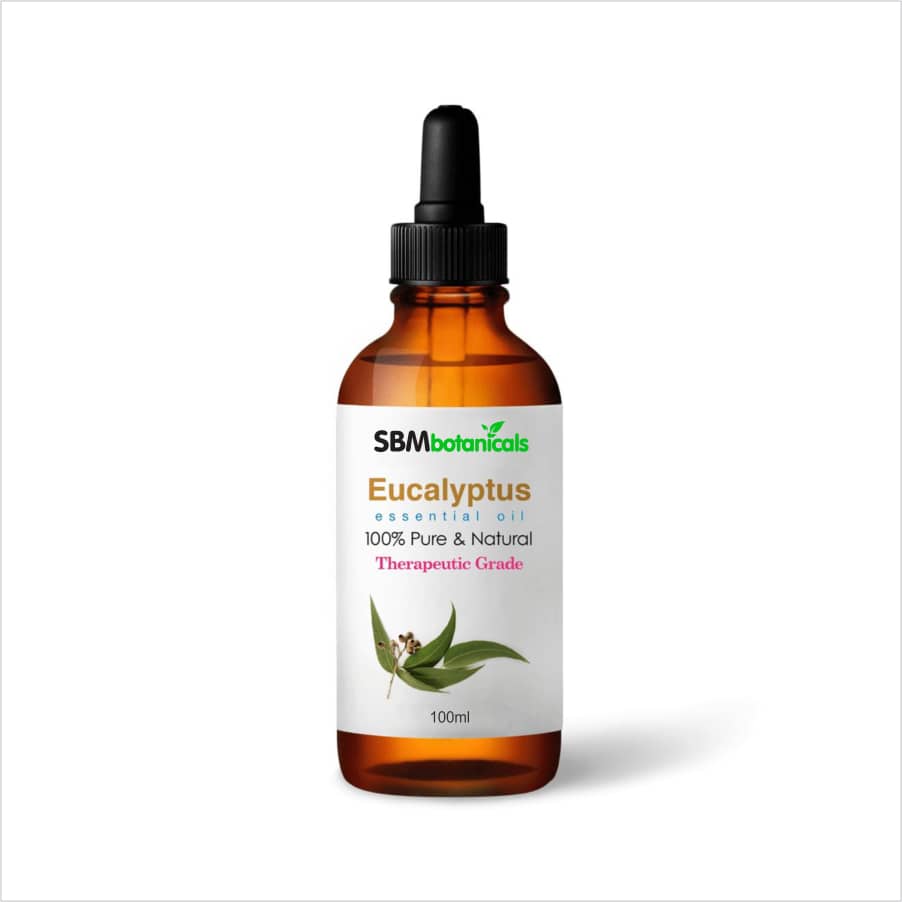 SBMbotanicals
Eucalyptus
essential oil
100% Pure & Natural
Therapeutic Grade
100ml